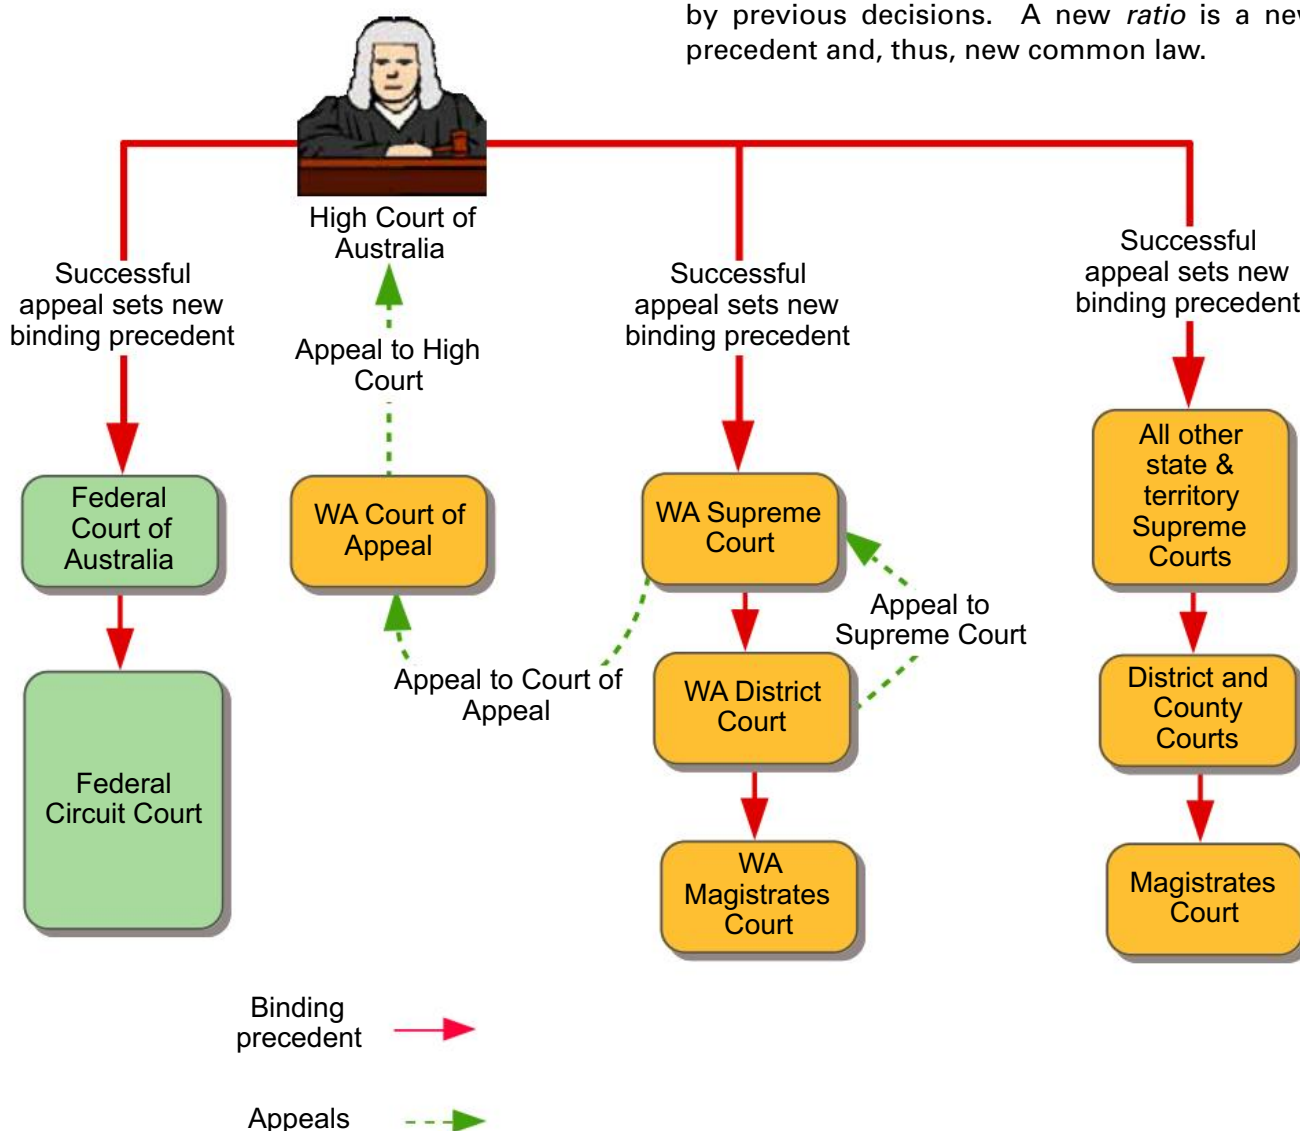 by previous decisions. A new ratio is a new
precedent and, thus, new common law.
High Court of
Australia
Successful
appeal sets new
binding precedent
Appeal to High
Court
Successful
appeal sets new
binding precedent
Successful
appeal sets new
binding precedent
Federal
Court of
Australia
WA Court of
Appeal
WA Supreme
Court
All other
state &
territory
Supreme
Courts
Appeal to
Supreme Court
Appeal to Court of
Appeal
WA District
Court
District and
County
Courts
Federal
Circuit Court
WA
Magistrates
Court
Magistrates
Court
Binding
precedent
Appeals